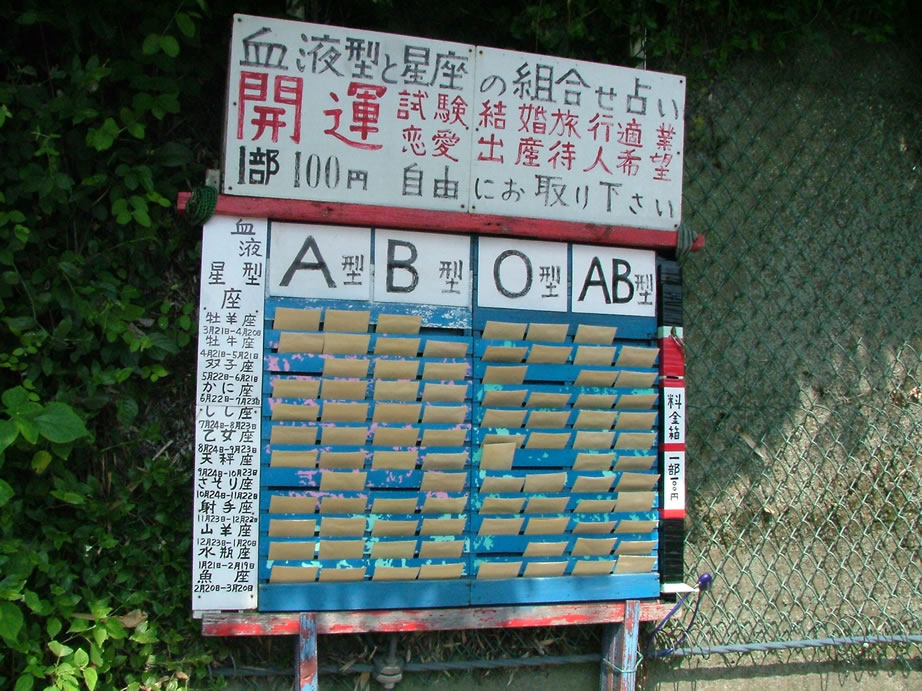 血液型と星座の組合せ占い
開運 試験 結婚旅行適業
恋愛 出産待人希望
1部 100円 自由にお取り下さい
血液型
星座
A型 B型 O型 AB型
牡羊座
3月21日-4月20日
牡牛座
4月21日-5月21日
双子座
5月22日-6月21日
かに座
6月22日-7月23日
しし座
7月24日-8月23日
乙女座
8月24日-9月23日
天秤座
9月24日-10月23日
さそり座
10月24日-11月22日
射手座
11月23日-12月22日
山羊座
12月23日-1月20日
水瓶座
1月21日-2月19日
魚座
2月20日-3月20日
料金箱
一部一〇〇円